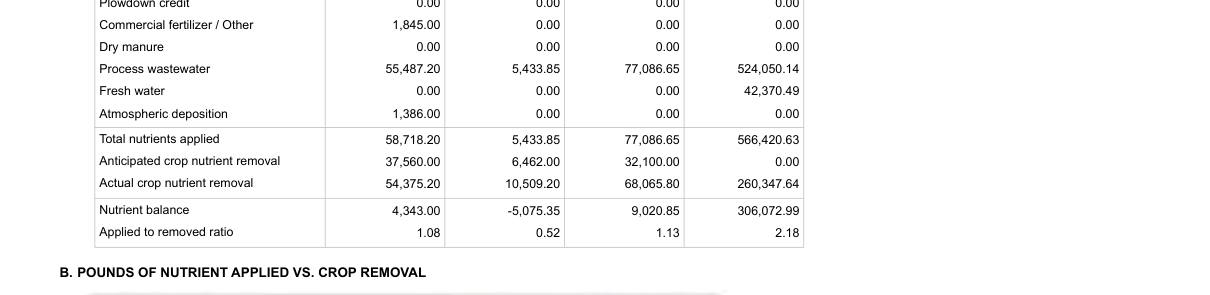 Plowdown credit 0.00 0.00 0.00 0.00
Commercial fertilizer / Other 1,845.00 0.00 0.00 0.00
Dry manure 0.00 0.00 0.00 0.00
Process wastewater 55,487.20 5,433.85 77,086.65 524,050.14
Fresh water 0.00 0.00 0.00 42,370.49
Atmospheric deposition 1,386.00 0.00 0.00 0.00
Total nutrients applied 58,718.20 5,433.85 77,086.65 566,420.63
Anticipated crop nutrient removal 37,560.00 6,462.00 32,100.00 0.00
Actual crop nutrient removal 54,375.20 10,509.20 68,065.80 260,347.64
Nutrient balance 4,343.00 -5,075.35 9,020.85 306,072.99
Applied to removed ratio 1.08 0.52 1.13 2.18
B. POUNDS OF NUTRIENT APPLIED VS. CROP REMOVAL